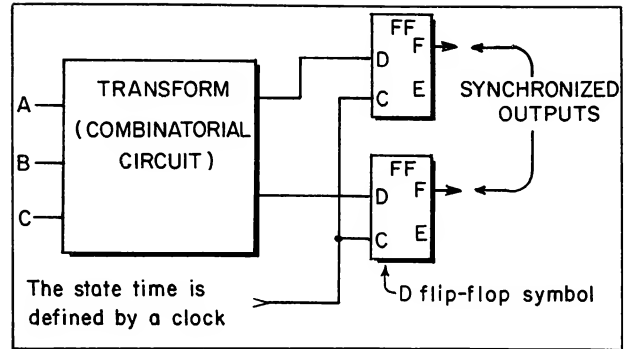 FF
F
D
C
E
TRANSFORM
(COMBINATORIAL
CIRCUIT)
A
B
C
SYNCHRONIZED
OUTPUTS
FF
F
D
C
E
The state time is
defined by a clock
D flip-flop symbol